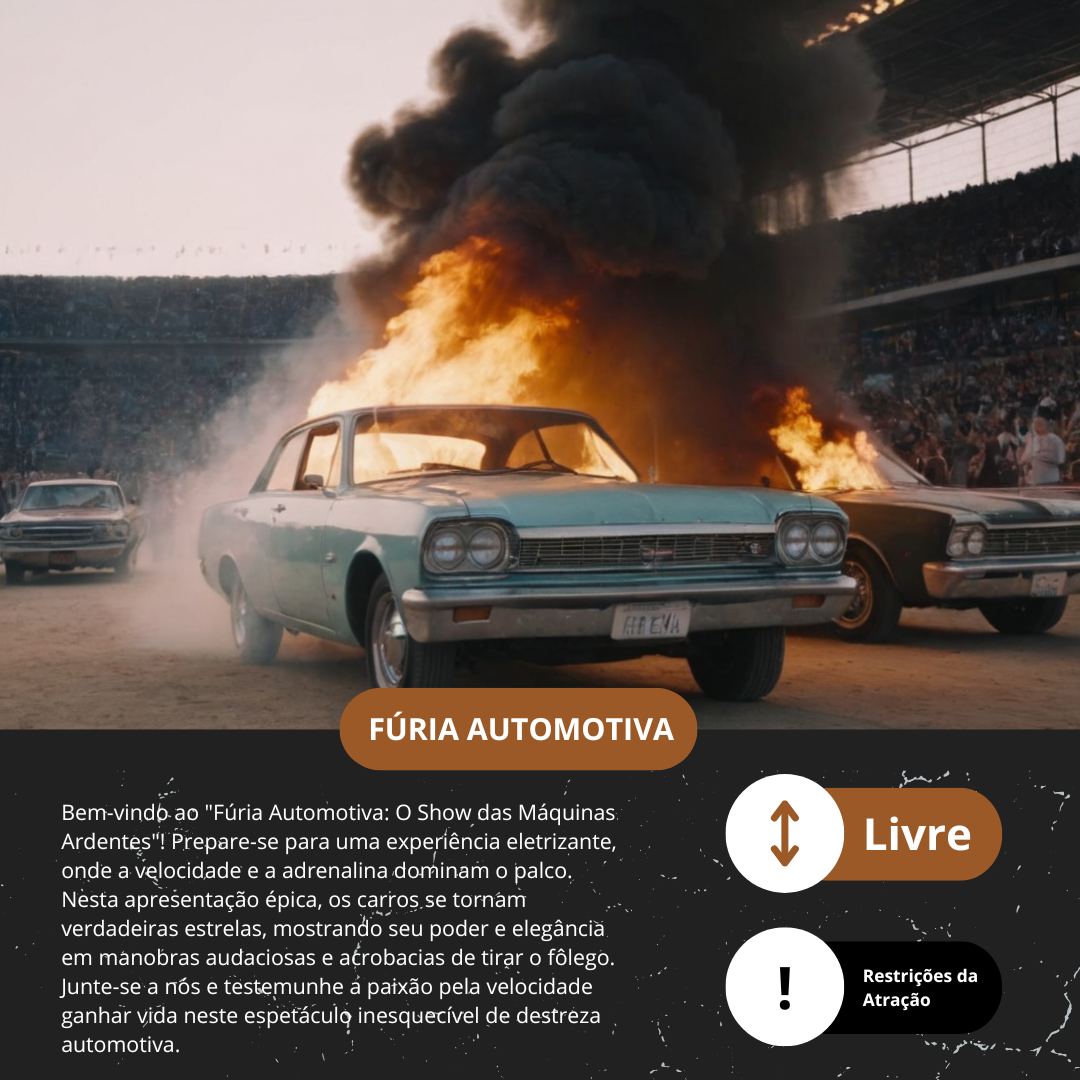 FÚRIA AUTOMOTIVA
Bem-vindo ao "Fúria Automotiva: O Show das Máquinas
Ardentes"! Prepare-se para uma experiência eletrizante,
onde a velocidade e a adrenalina dominam o palco.
Nesta apresentação épica, os carros se tornam
verdadeiras estrelas, mostrando seu poder e elegância
em manobras audaciosas e acrobacias de tirar o fôlego.
Junte-se a nós e testemunhe a paixão pela velocidade
ganhar vida neste espetáculo inesquecível de destreza
automotiva.
Livre
!
Restrições da
Atração